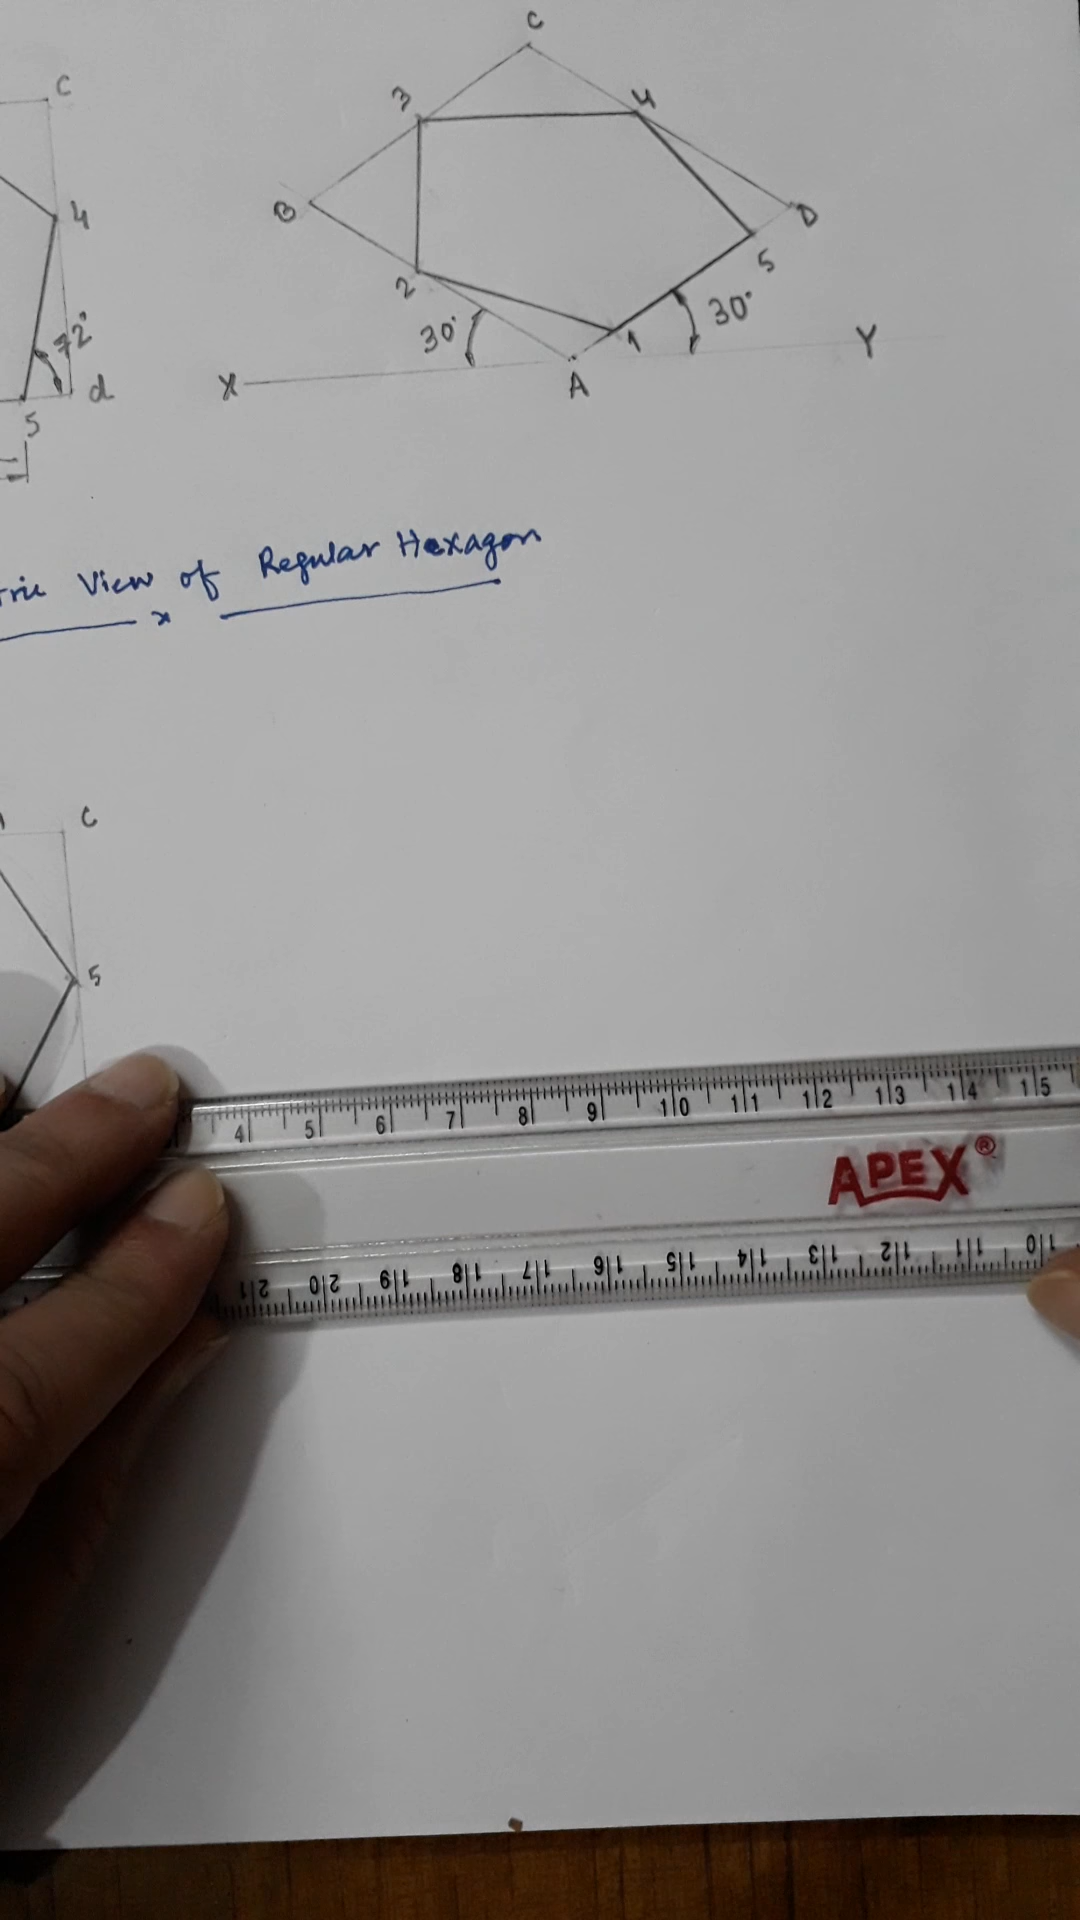 C
C
3
4
4
B
D
2
5
30°
30°
72°
1
X
Y
A
d
5
View of Regular Hexagon
x
C
5
4 5 6 7 8 9 10 11 12 13 14 15
APEX®
21 20 19 18 17 16 15 14 13 12 11 10